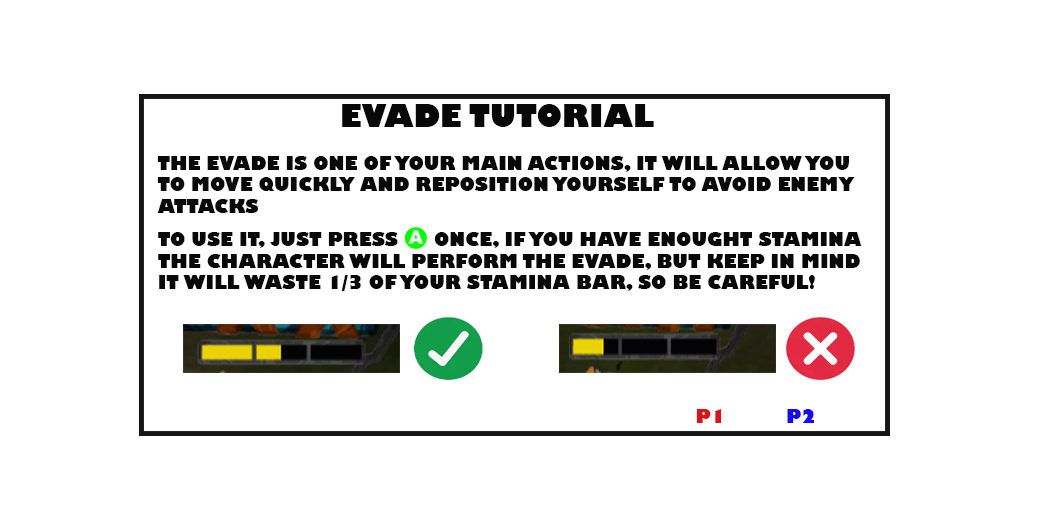 EVADE TUTORIAL
THE EVADE IS ONE OF YOUR MAIN ACTIONS, IT WILL ALLOW YOU
TO MOVE QUICKLY AND REPOSITION YOURSELF TO AVOID ENEMY
ATTACKS
TO USE IT, JUST PRESS A ONCE, IF YOU HAVE ENOUGHT STAMINA
THE CHARACTER WILL PERFORM THE EVADE, BUT KEEP IN MIND
IT WILL WASTE 1/3 OF YOUR STAMINA BAR, SO BE CAREFUL!
P1 P2